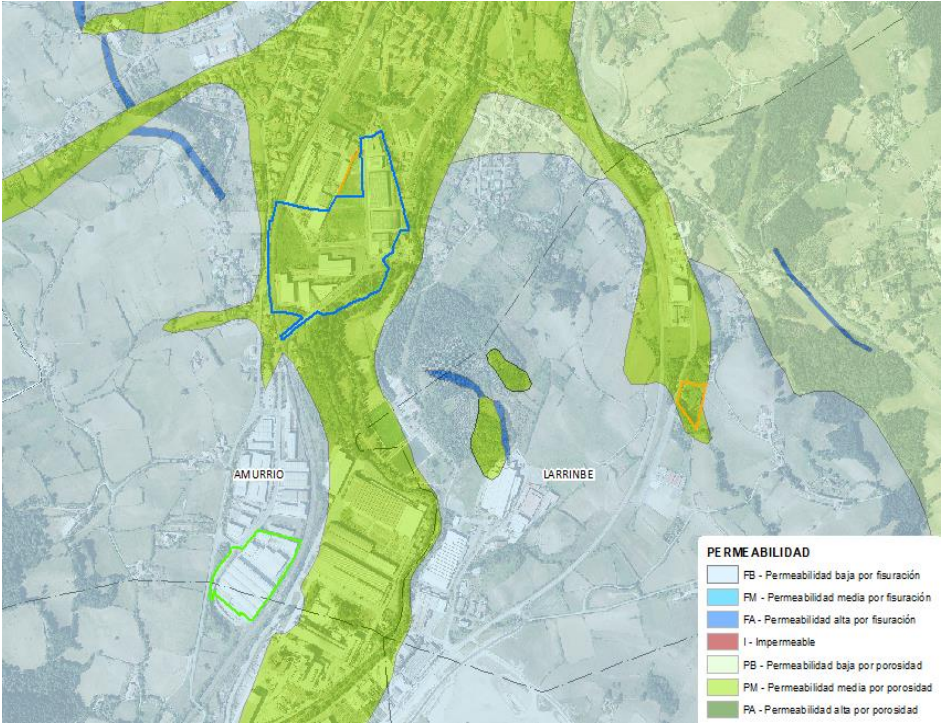 AMURRIO
LARRINBE
PERMEABILIDAD
FB - Permeabilidad baja por fisuración
FM - Permeabilidad media por fisuración
FA - Permeabilidad alta por fisuración
I - Impermeable
PB - Permeabilidad baja por porosidad
PM - Permeabilidad media por porosidad
PA - Permeabilidad alta por porosidad